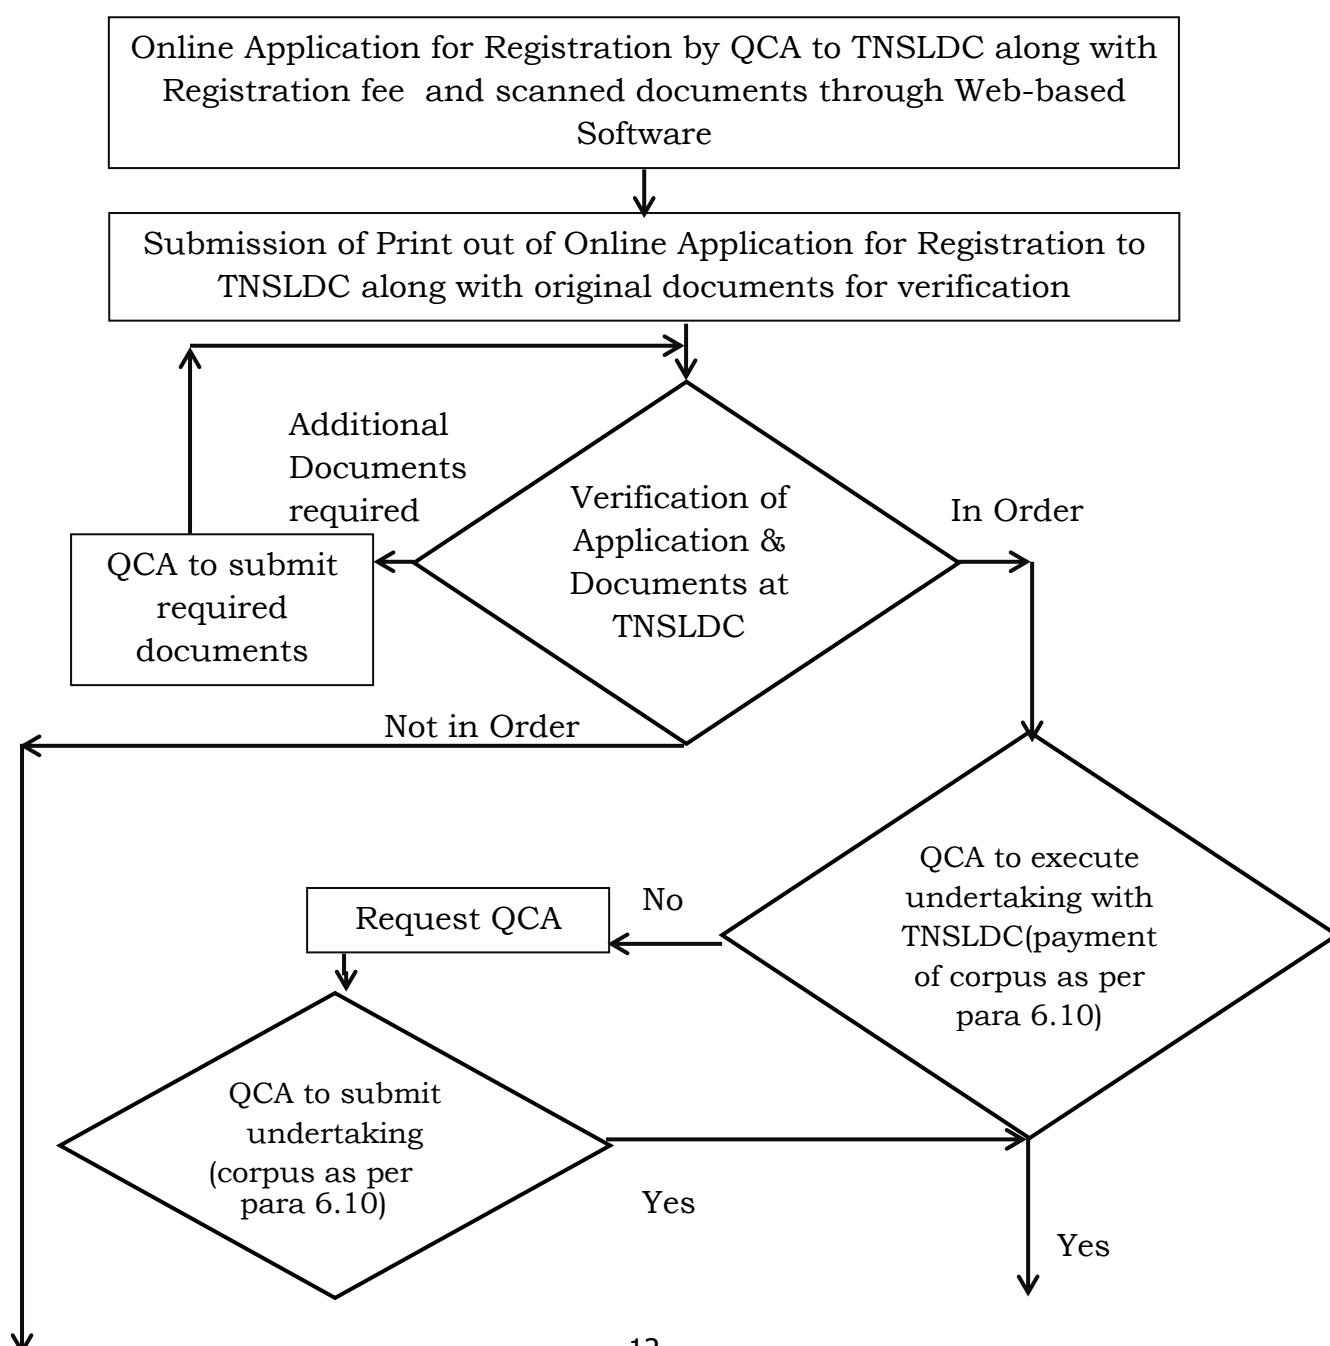 Online Application for Registration by QCA to TNSLDC along with
Registration fee and scanned documents through Web-based
Software
Submission of Print out of Online Application for Registration to
TNSLDC along with original documents for verification
Additional
Documents
required
Verification of
Application &
Documents at
TNSLDC
In Order
QCA to submit
required
documents
Not in Order
QCA to execute
undertaking with
TNSLDC(payment
of corpus as per
para 6.10)
No
Request QCA
QCA to submit
undertaking
(corpus as per
para 6.10)
Yes
Yes